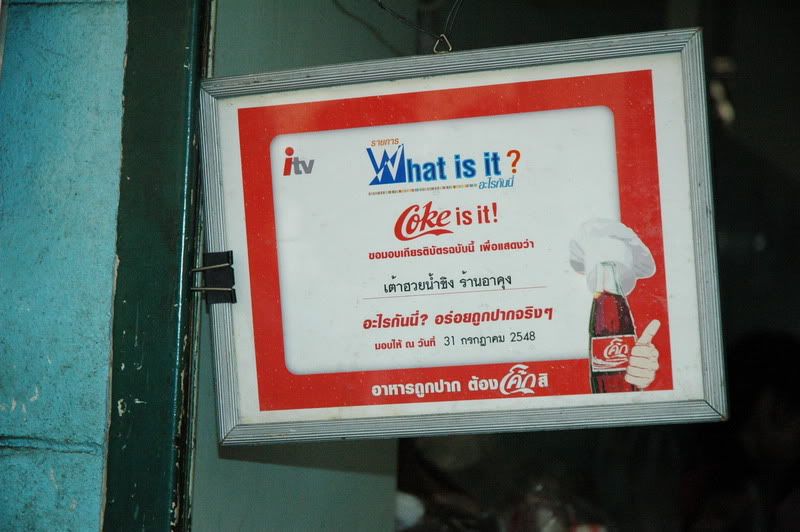 itv
รายการ
What is it?
อะไรกันนี่
Coke is it!
ขอมอบเกียรติบัตรฉบับนี้ เพื่อแสดงว่า
เต้าฮวยน้ำขิง ร้านอาคุง
อะไรกันนี่? อร่อยถูกปากจริงๆ
มอบให้ ณ วันที่ 31 กรกฎาคม 2548
โค้ก
อาหารถูกปาก ต้องโค้กสิ